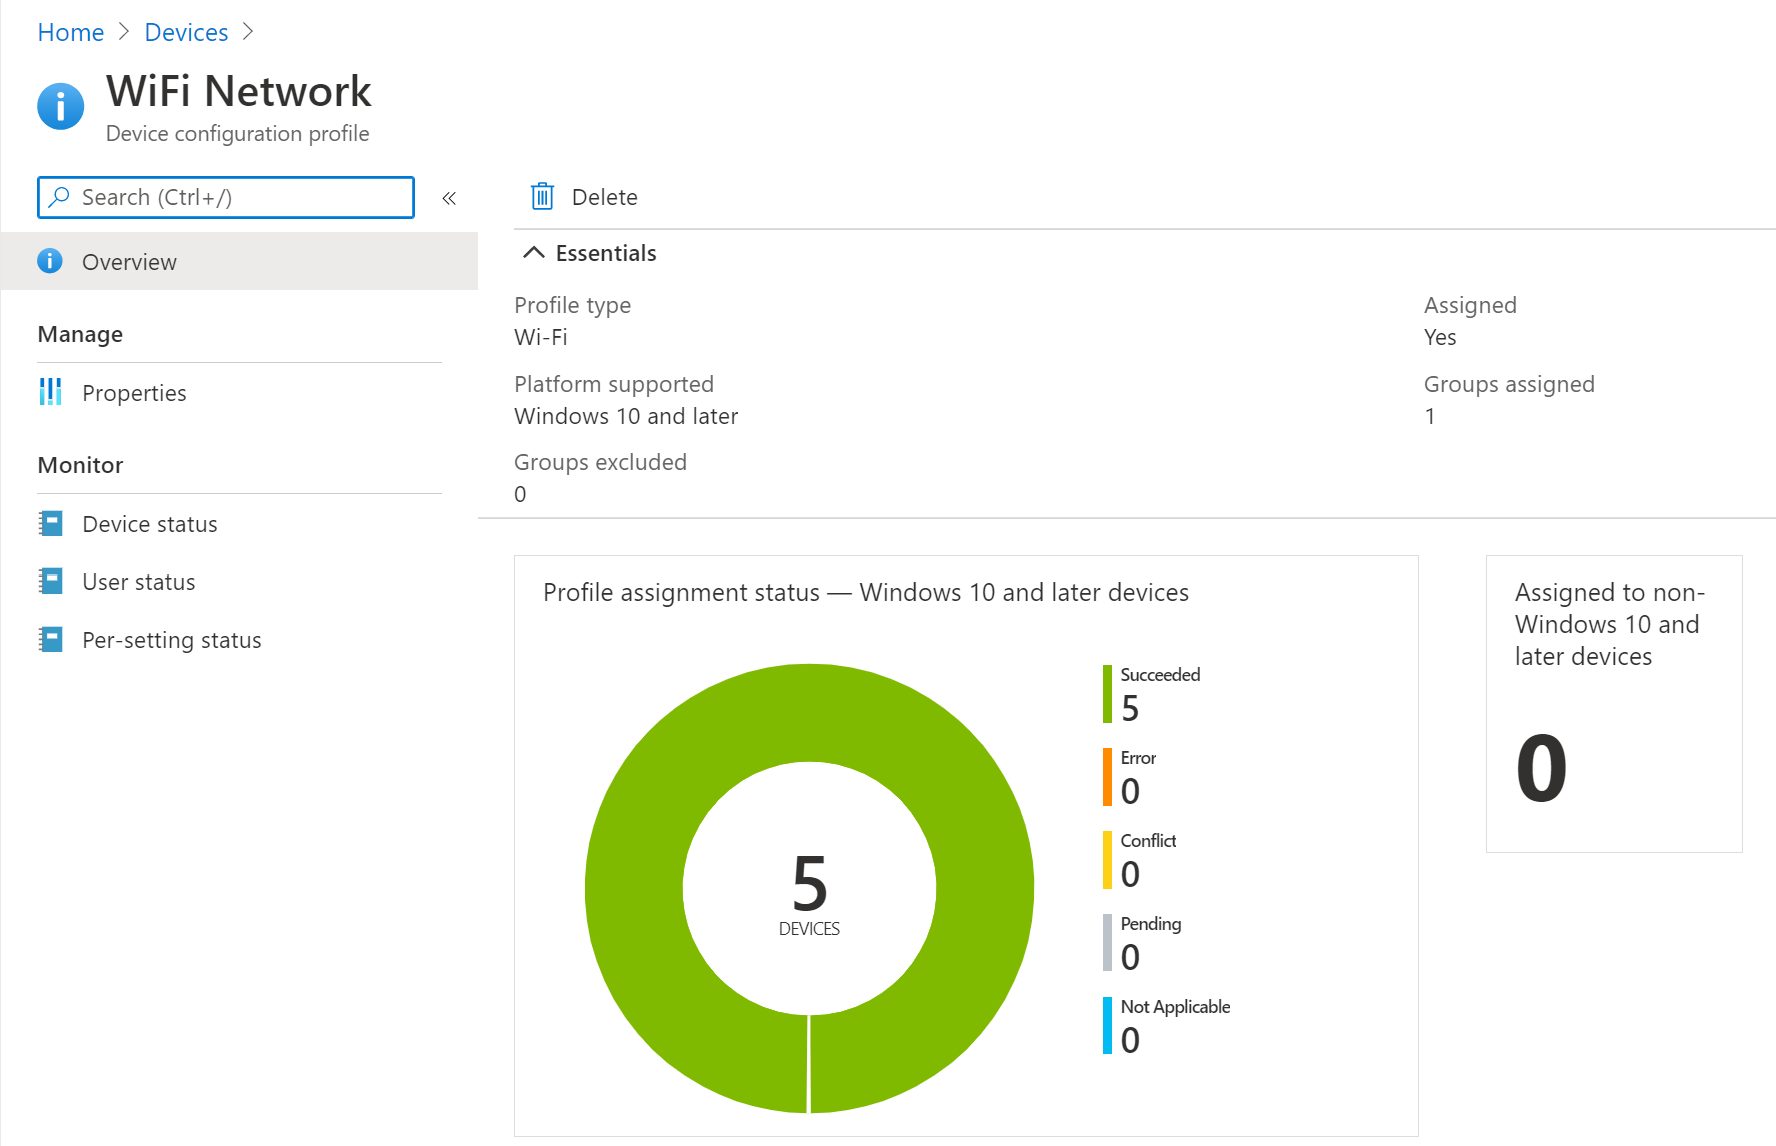 Home > Devices >
WiFi Network
Device configuration profile
Search (Ctrl+/)
«
Overview
Manage
Properties
Monitor
Device status
User status
Per-setting status
Delete
Essentials
Profile type
Wi-Fi
Platform supported
Windows 10 and later
Groups excluded
0
Assigned
Yes
Groups assigned
1
Profile assignment status — Windows 10 and later devices
5
DEVICES
Succeeded
5
Error
0
Conflict
0
Pending
0
Not Applicable
0
Assigned to non-
Windows 10 and
later devices
0